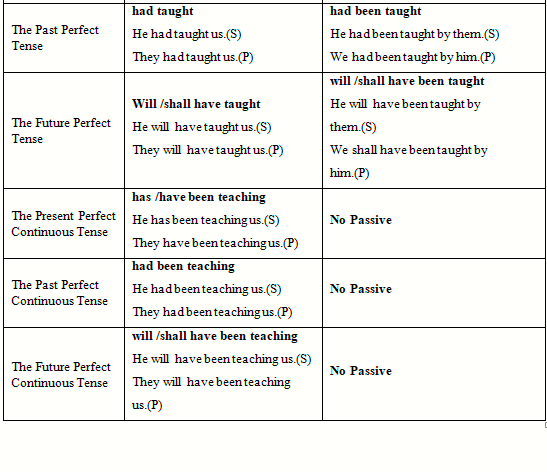 had taught
had been taught
The Past Perfect
Tense
He had taught us.(S)
They had taught us.(P)
He had been taught by them.(S)
We had been taught by him.(P)
The Future Perfect
Tense
Will /shall have taught
He will have taught us.(S)
They will have taught us.(P)
will /shall have been taught
He will have been taught by
them.(S)
We shall have been taught by
him.(P)
The Present Perfect
Continuous Tense
has /have been teaching
He has been teaching us.(S)
They have been teaching us.(P)
No Passive
The Past Perfect
Continuous Tense
had been teaching
He had been teaching us.(S)
They had been teaching us.(P)
No Passive
The Future Perfect
Continuous Tense
will /shall have been teaching
He will have been teaching us.(S)
They will have been teaching
us.(P)
No Passive